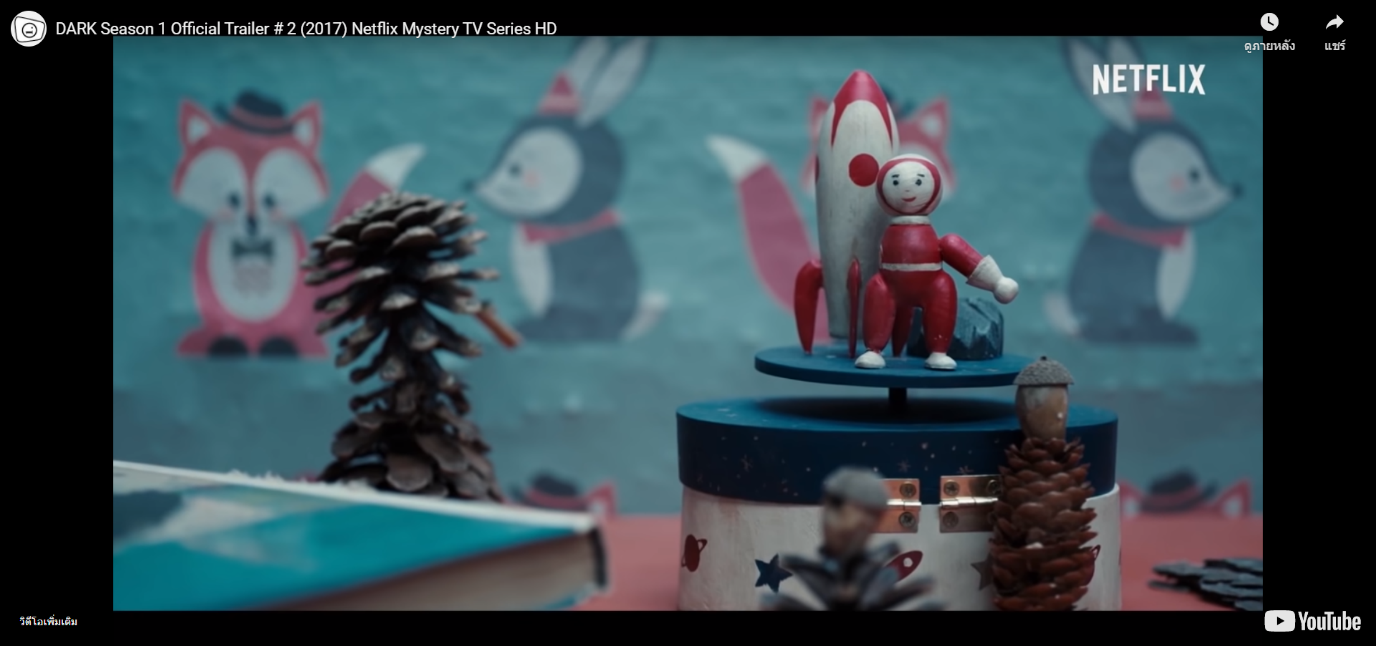 DARK Season 1 Official Trailer # 2 (2017) Netflix Mystery TV Series HD
ดูภายหลัง
แชร์
NETFLIX
วิดีโอเพิ่มเติม
YouTube